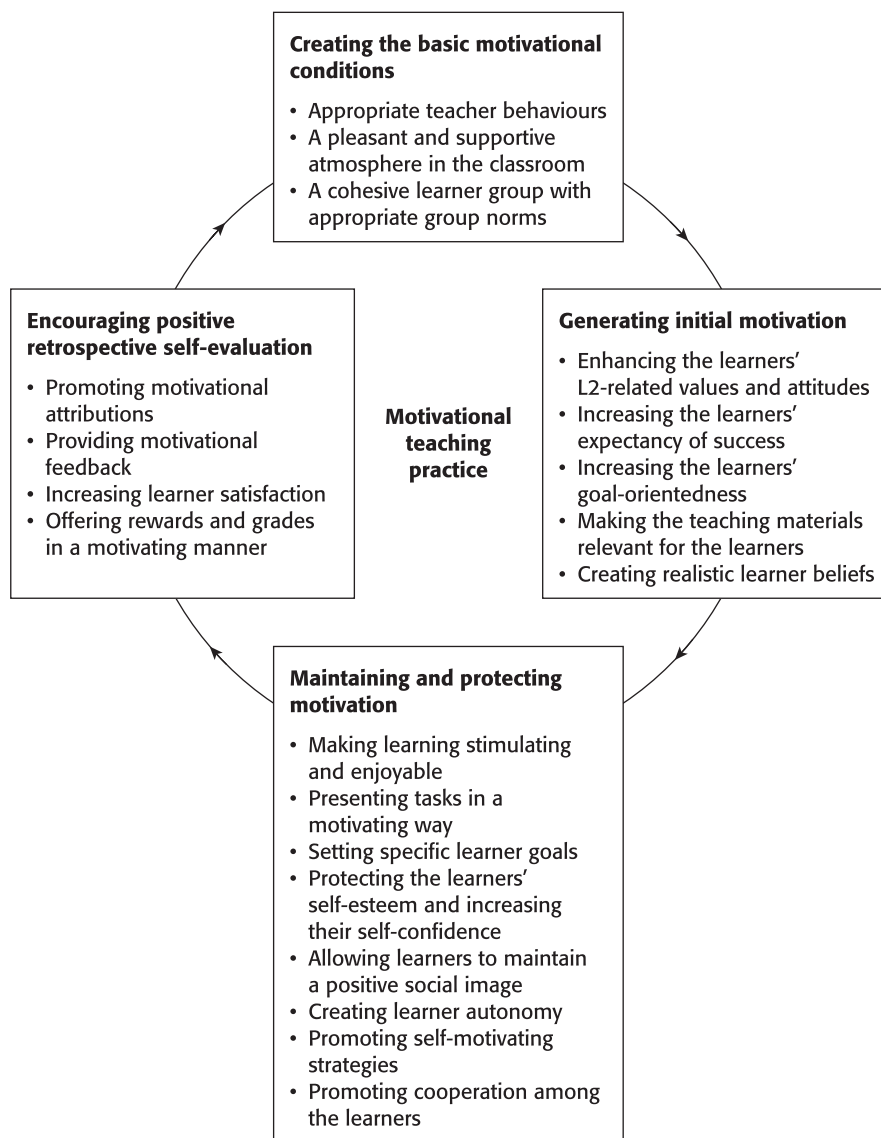 Creating the basic motivational
conditions
• Appropriate teacher behaviours
• A pleasant and supportive
atmosphere in the classroom
• A cohesive learner group with
appropriate group norms
Generating initial motivation
• Enhancing the learners’
L2-related values and attitudes
• Increasing the learners’
expectancy of success
• Increasing the learners’
goal-orientedness
• Making the teaching materials
relevant for the learners
• Creating realistic learner beliefs
Maintaining and protecting
motivation
• Making learning stimulating
and enjoyable
• Presenting tasks in a
motivating way
• Setting specific learner goals
• Protecting the learners’
self-esteem and increasing
their self-confidence
• Allowing learners to maintain
a positive social image
• Creating learner autonomy
• Promoting self-motivating
strategies
• Promoting cooperation among
the learners
Encouraging positive
retrospective self-evaluation
• Promoting motivational
attributions
• Providing motivational
feedback
• Increasing learner satisfaction
• Offering rewards and grades
in a motivating manner
Motivational
teaching
practice